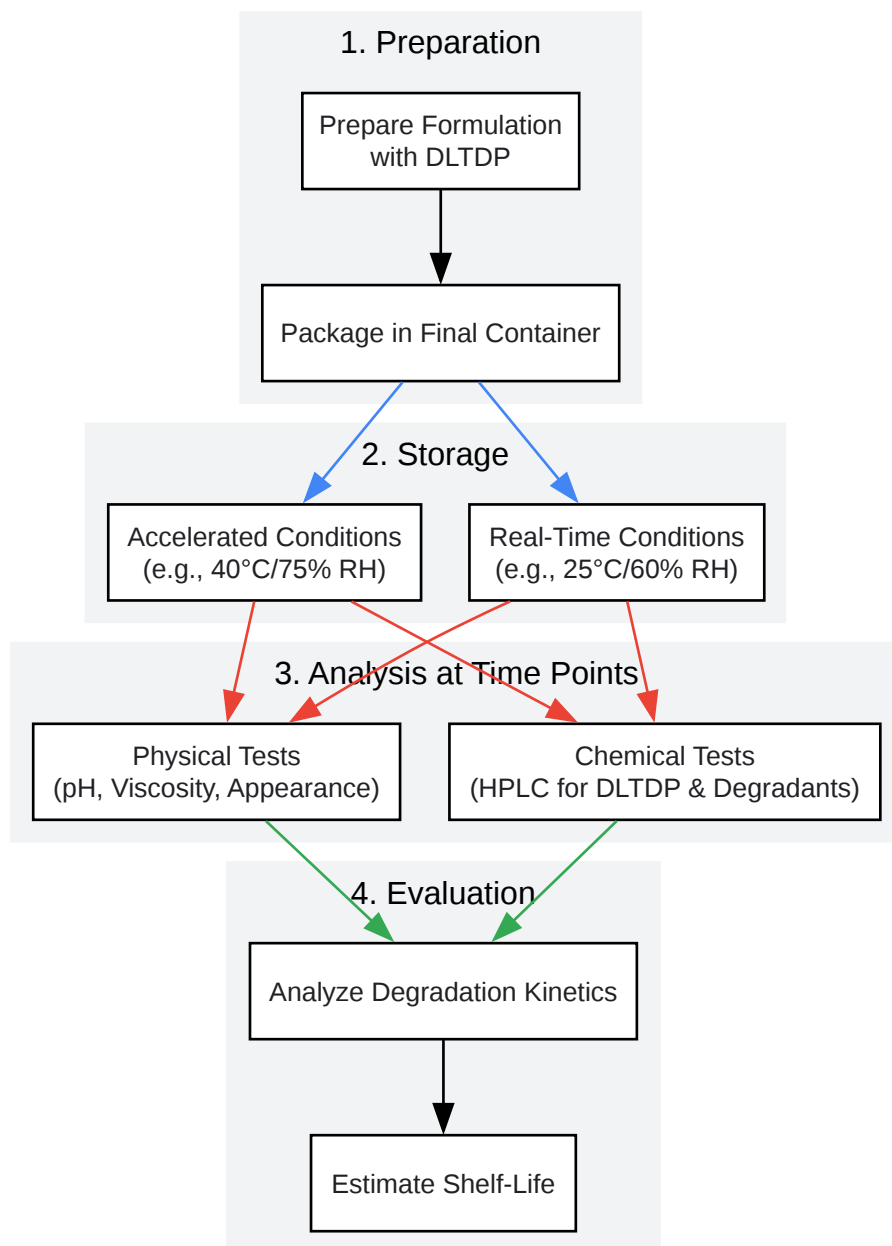 1. Preparation
Prepare Formulation
with DLTDP
Package in Final Container
2. Storage
Accelerated Conditions
(e.g., 40°C/75% RH)
Real-Time Conditions
(e.g., 25°C/60% RH)
3. Analysis at Time Points
Physical Tests
(pH, Viscosity, Appearance)
Chemical Tests
(HPLC for DLTDP & Degradants)
4. Evaluation
Analyze Degradation Kinetics
Estimate Shelf-Life